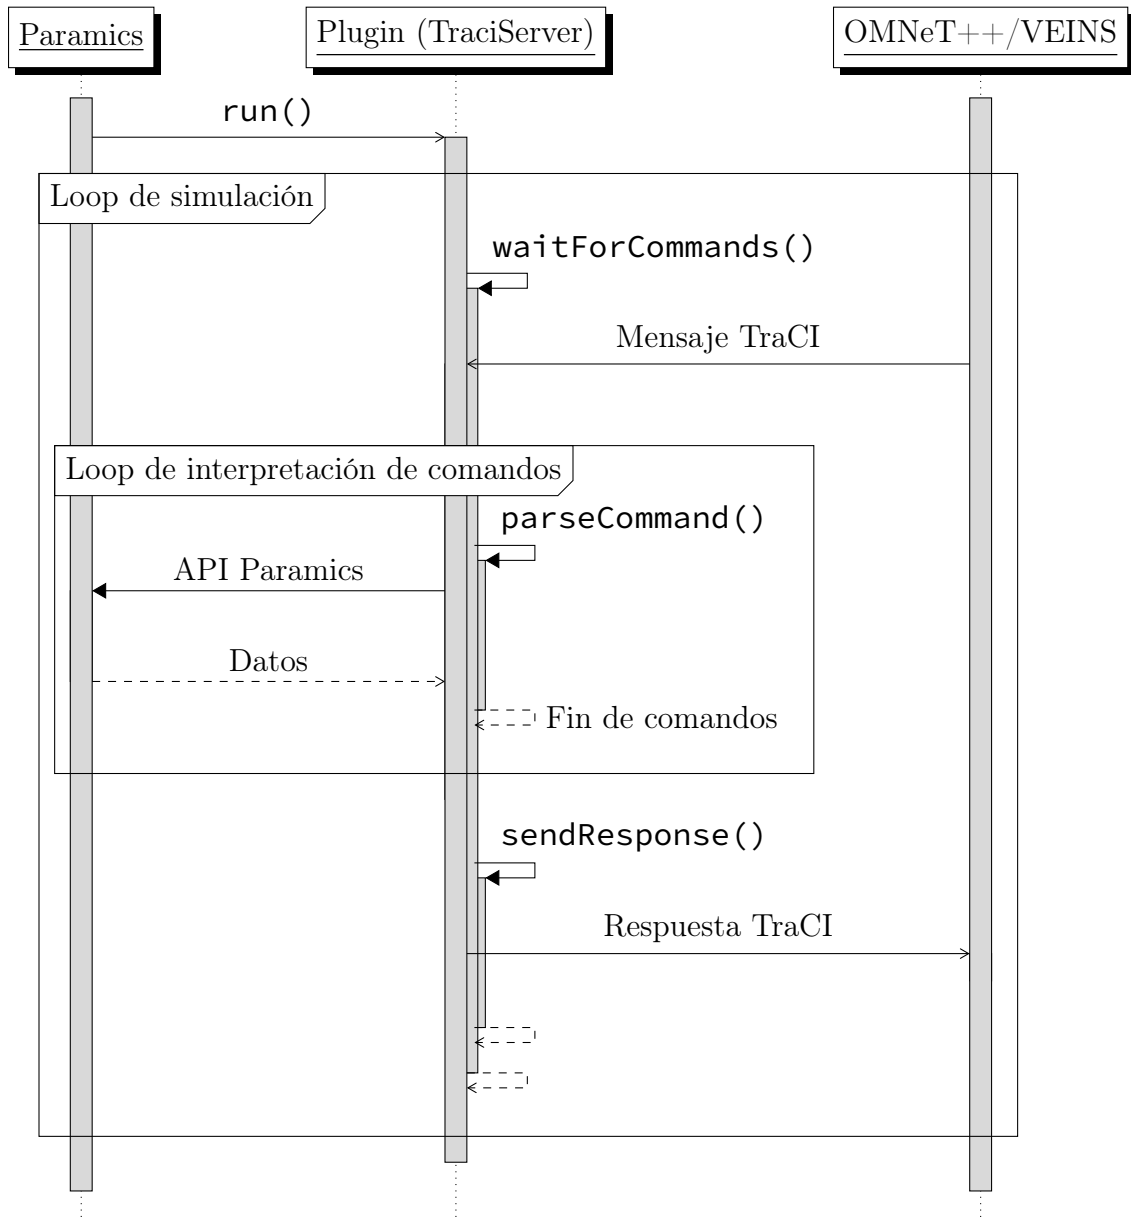 Paramics
Plugin (TraciServer)
OMNeT++/VEINS
run()
Loop de simulación
waitForCommands()
Mensaje TraCI
Loop de interpretación de comandos
parseCommand()
API Paramics
Datos
Fin de comandos
sendResponse()
Respuesta TraCI